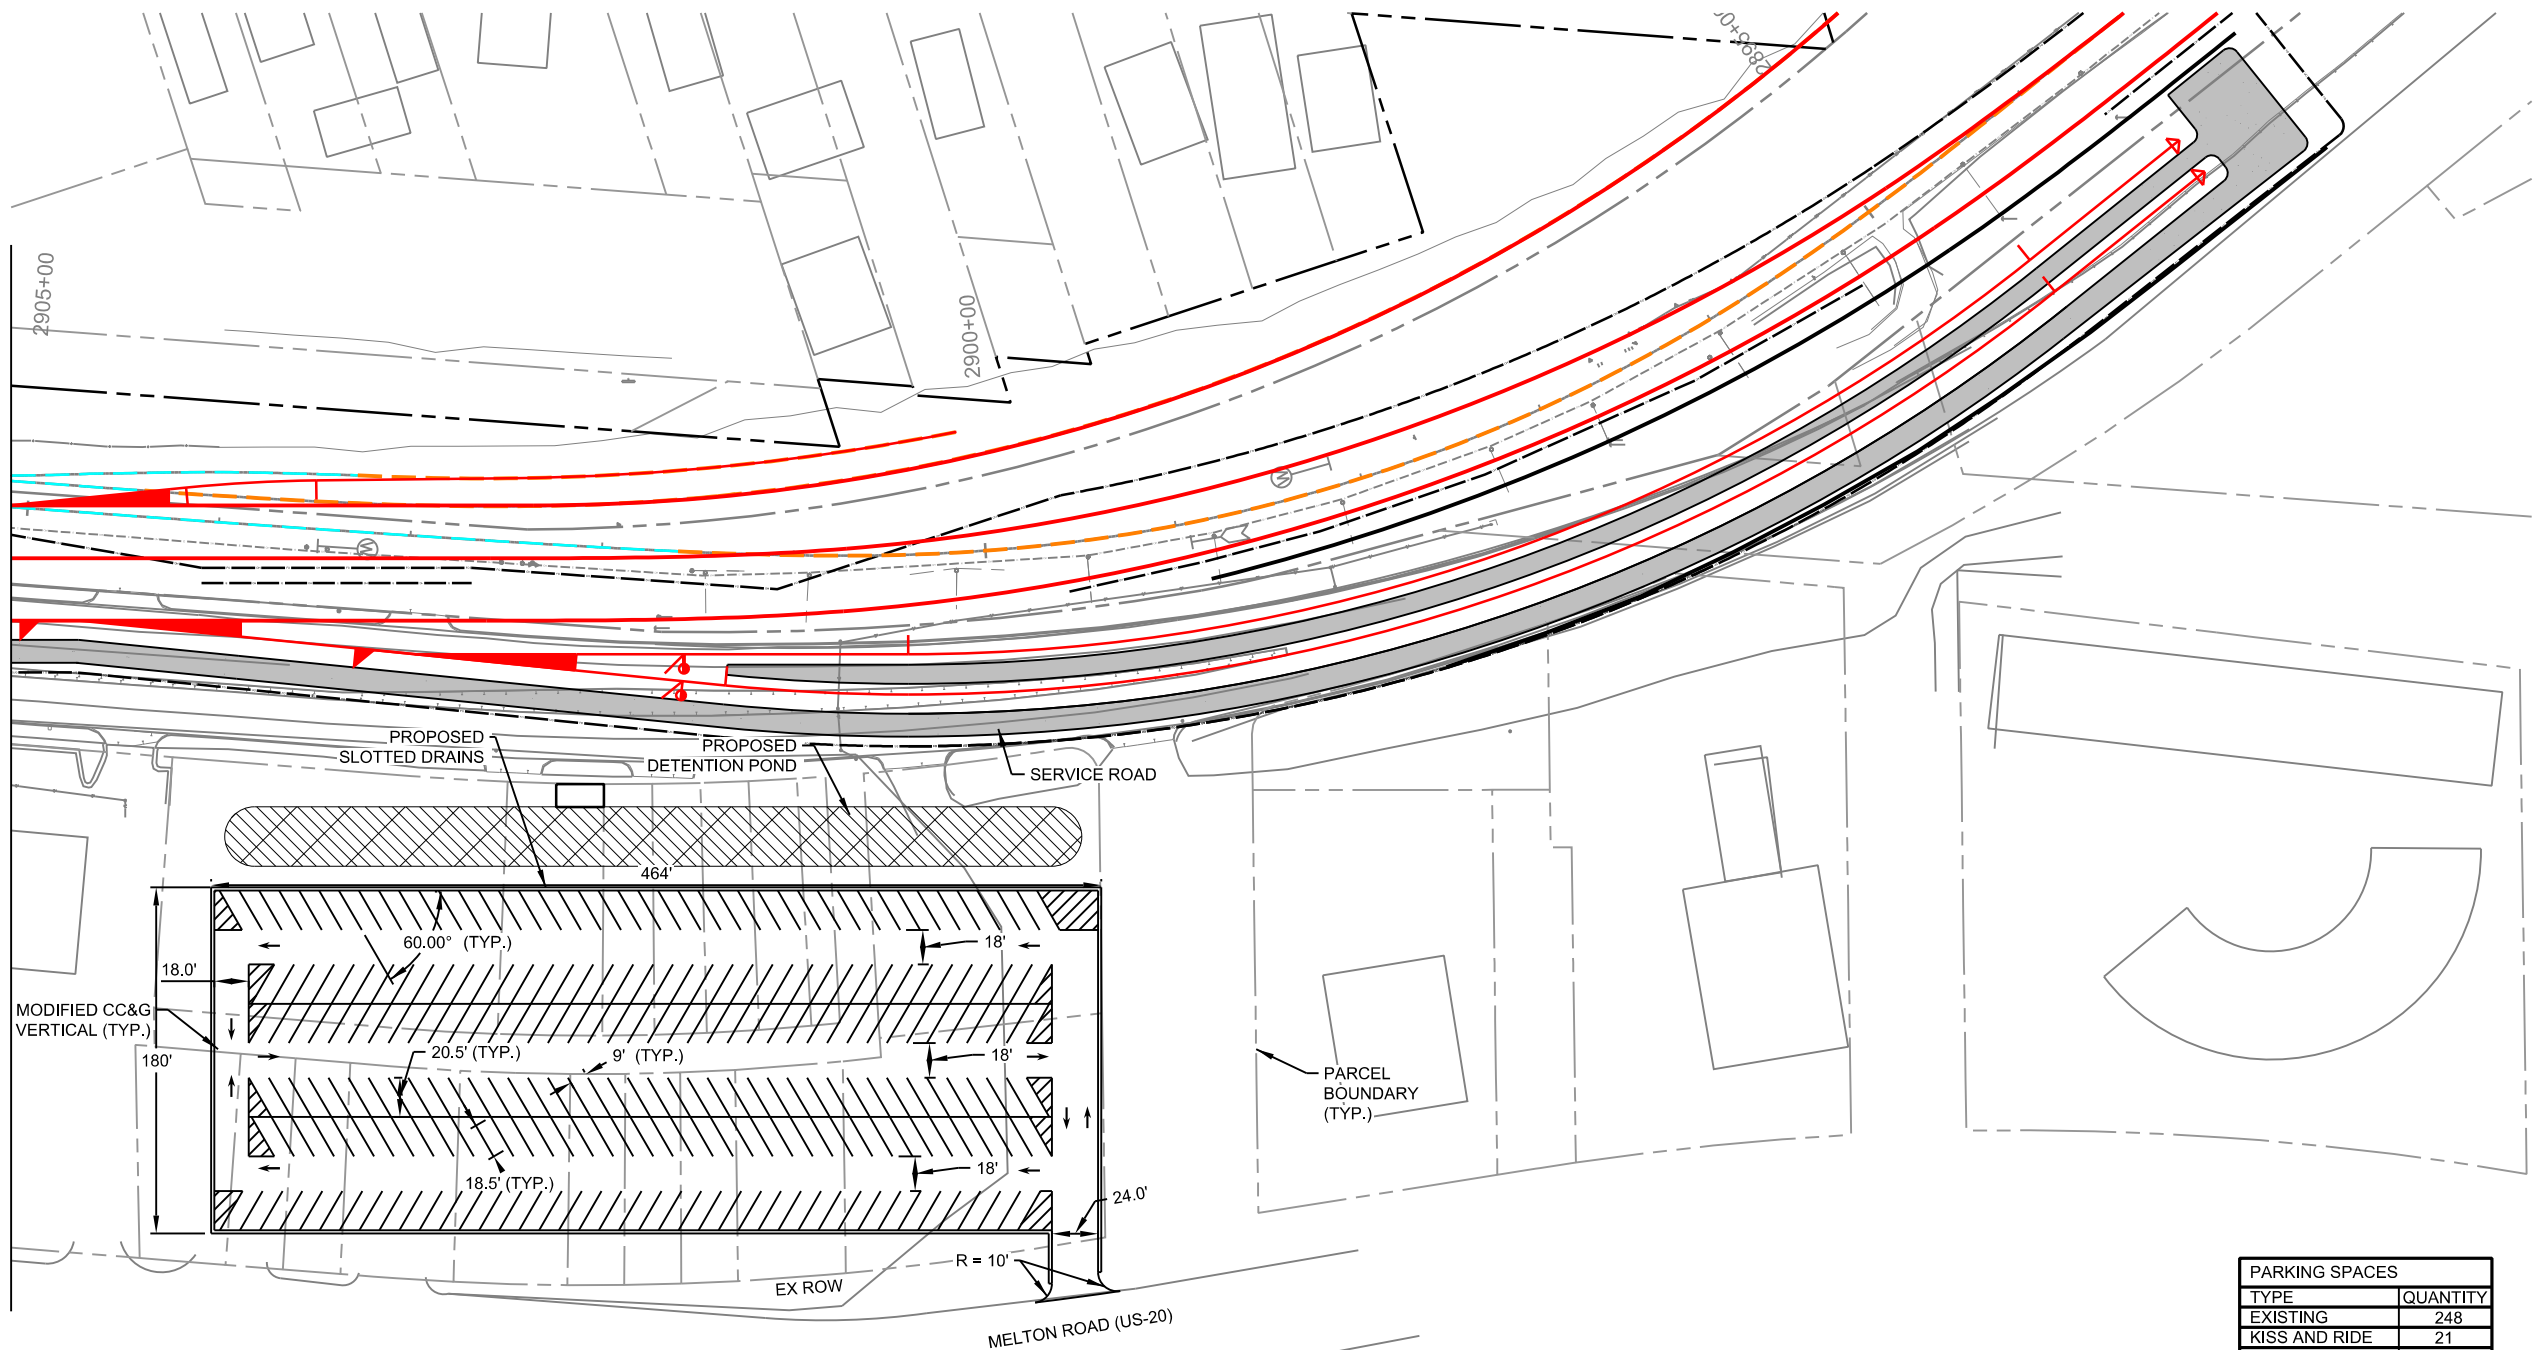 2895+00
2905+00
2900+00
M
M
PROPOSED
SLOTTED DRAINS
PROPOSED
DETENTION POND
SERVICE ROAD
464'
60.00° (TYP.)
18'
18.0'
MODIFIED CC&G
VERTICAL (TYP.)
180'
20.5' (TYP.)
9' (TYP.)
18'
PARCEL
BOUNDARY
(TYP.)
18'
18.5' (TYP.)
24.0'
R = 10'
EX ROW
MELTON ROAD (US-20)
PARKING SPACES
TYPE QUANTITY
EXISTING 248
KISS AND RIDE 21